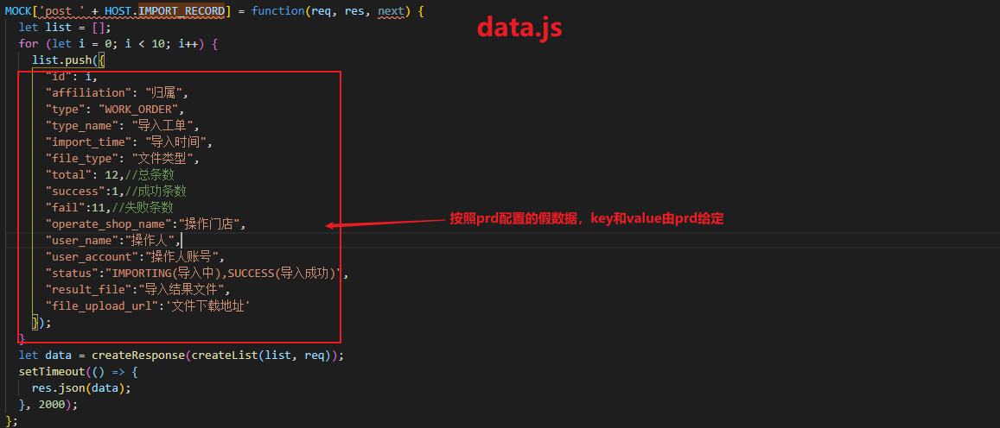 MOCK['post ' + HOST.IMPORT_RECORD] = function(req, res, next) {
data.js
let list = [];
for (let i = 0; i < 10; i++) {
list.push({
"id": i,
"affiliation": "归属",
"type": "WORK_ORDER",
"type_name": "导入工单",
"import_time": "导入时间",
"file_type": "文件类型",
"total": 12,//总条数
"success":1,//成功条数
"fail":11,//失败条数
"operate_shop_name":"操作门店",
按照prd配置的假数据，key和value由prd给定
"user_name":"操作人",
"user_account":"操作人账号",
"status":"IMPORTING(导入中),SUCCESS(导入成功)",
"result_file":"导入结果文件",
"file_upload_url":'文件下载地址'
});
}
let data = createResponse(createList(list, req));
setTimeout(() => {
res.json(data);
}, 2000);
};